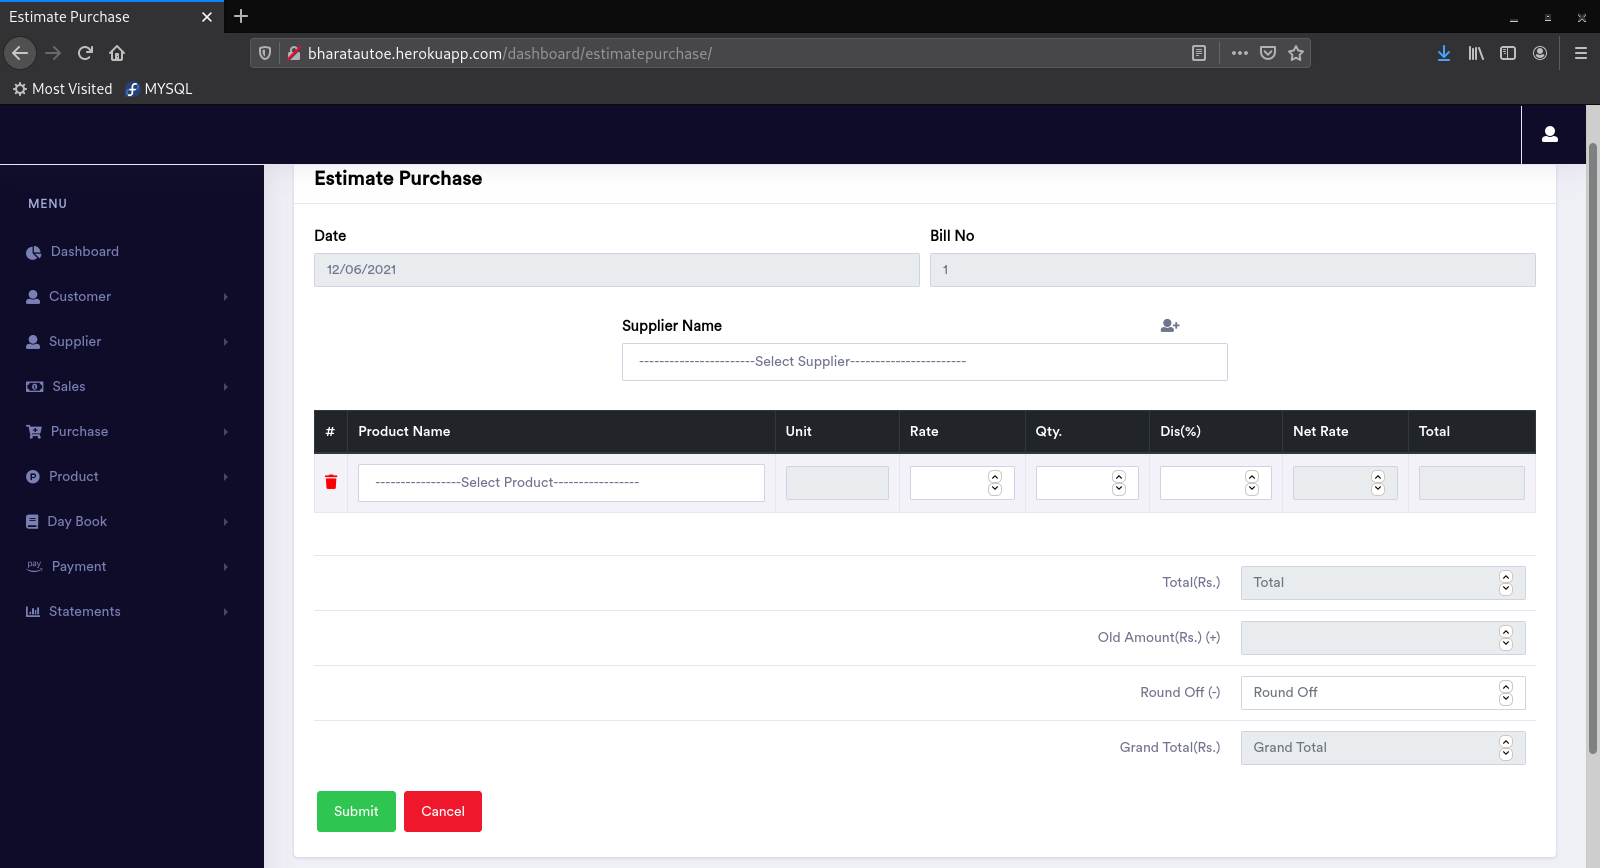 Estimate Purchase
bharatautoe.herokuapp.com/dashboard/estimatepurchase/
Most Visited MYSQL
Estimate Purchase
MENU
Dashboard
Customer
Supplier
Sales
Purchase
Product
Day Book
pay Payment
Statements
Date Bill No
12/06/2021 1
Supplier Name
-----------------------Select Supplier-----------------------
# Product Name Unit Rate Qty. Dis(%) Net Rate Total
-----------------Select Product-----------------
Total(Rs.) Total
Old Amount(Rs.) (+)
Round Off (-) Round Off
Grand Total(Rs.) Grand Total
Submit Cancel